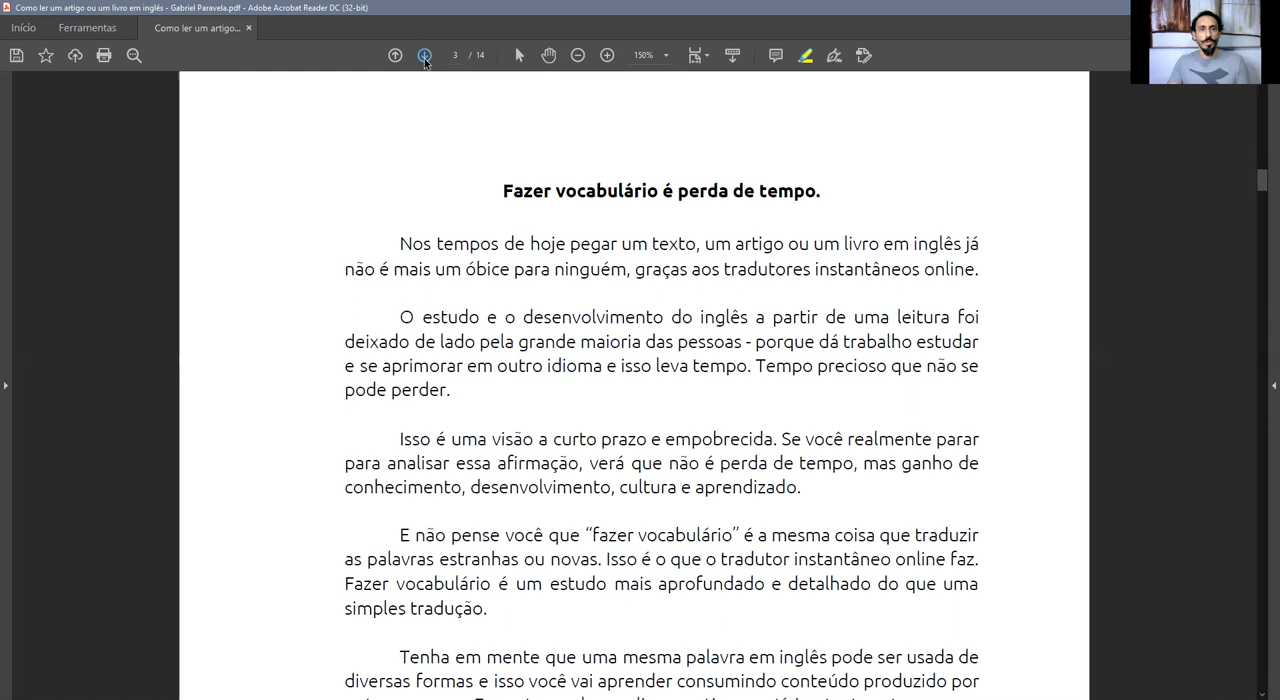 Como ler um artigo ou um livro em inglês - Gabriel Paravela.pdf - Adobe Acrobat Reader DC (32-bit)
Início Ferramentas Como ler um artigo... ×
3 / 14 150%
Fazer vocabulário é perda de tempo.
Nos tempos de hoje pegar um texto, um artigo ou um livro em inglês já
não é mais um óbice para ninguém, graças aos tradutores instantâneos online.
O estudo e o desenvolvimento do inglês a partir de uma leitura foi
deixado de lado pela grande maioria das pessoas - porque dá trabalho estudar
e se aprimorar em outro idioma e isso leva tempo. Tempo precioso que não se
pode perder.
Isso é uma visão a curto prazo e empobrecida. Se você realmente parar
para analisar essa afirmação, verá que não é perda de tempo, mas ganho de
conhecimento, desenvolvimento, cultura e aprendizado.
E não pense você que “fazer vocabulário” é a mesma coisa que traduzir
as palavras estranhas ou novas. Isso é o que o tradutor instantâneo online faz.
Fazer vocabulário é um estudo mais aprofundado e detalhado do que uma
simples tradução.
Tenha em mente que uma mesma palavra em inglês pode ser usada de
diversas formas e isso você vai aprender consumindo conteúdo produzido por